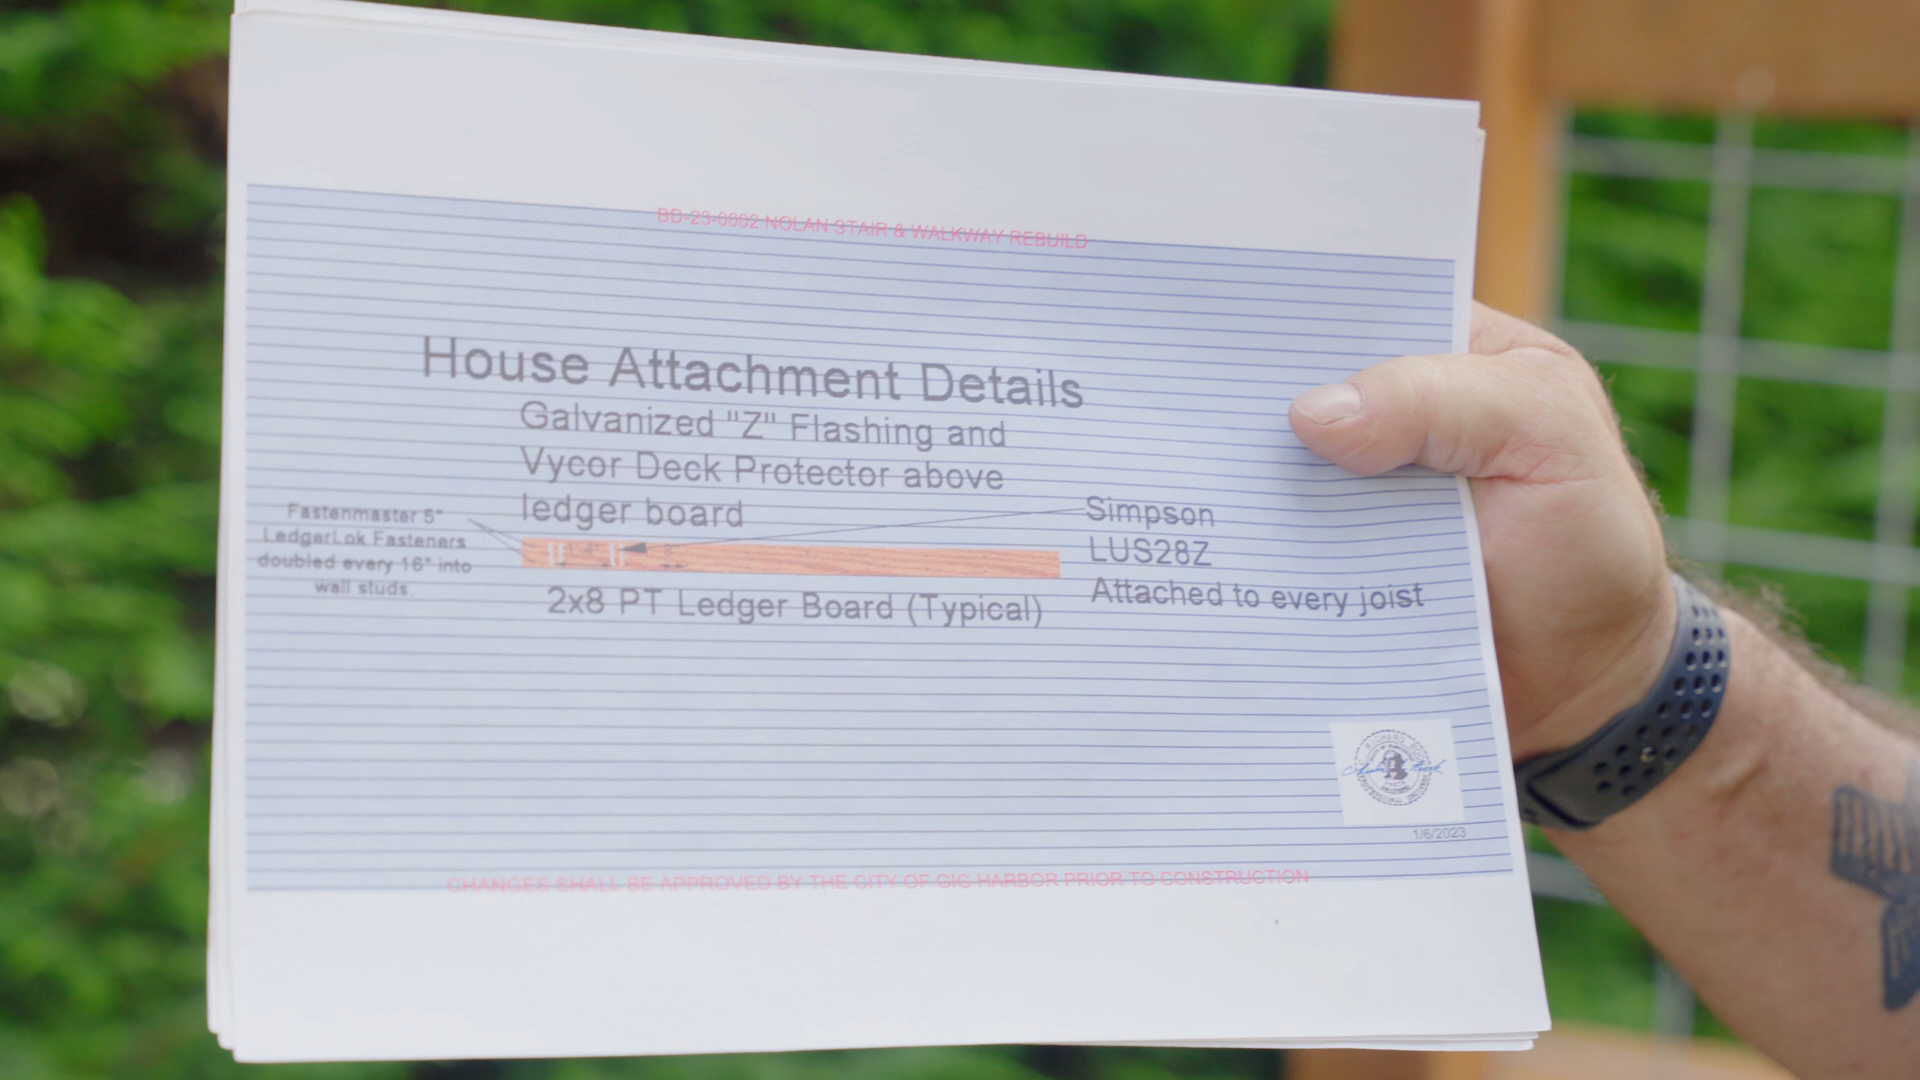 BD-23-0002 NOLAN STAIR & WALKWAY REBUILD
House Attachment Details
Galvanized "Z" Flashing and
Vycor Deck Protector above
ledger board
Fastenmaster 5"
LedgerLok Fasteners
doubled every 16" into
wall studs.
Simpson
LUS28Z
Attached to every joist
2x8 PT Ledger Board (Typical)
1/6/2023
CHANGES SHALL BE APPROVED BY THE CITY OF GIG HARBOR PRIOR TO CONSTRUCTION